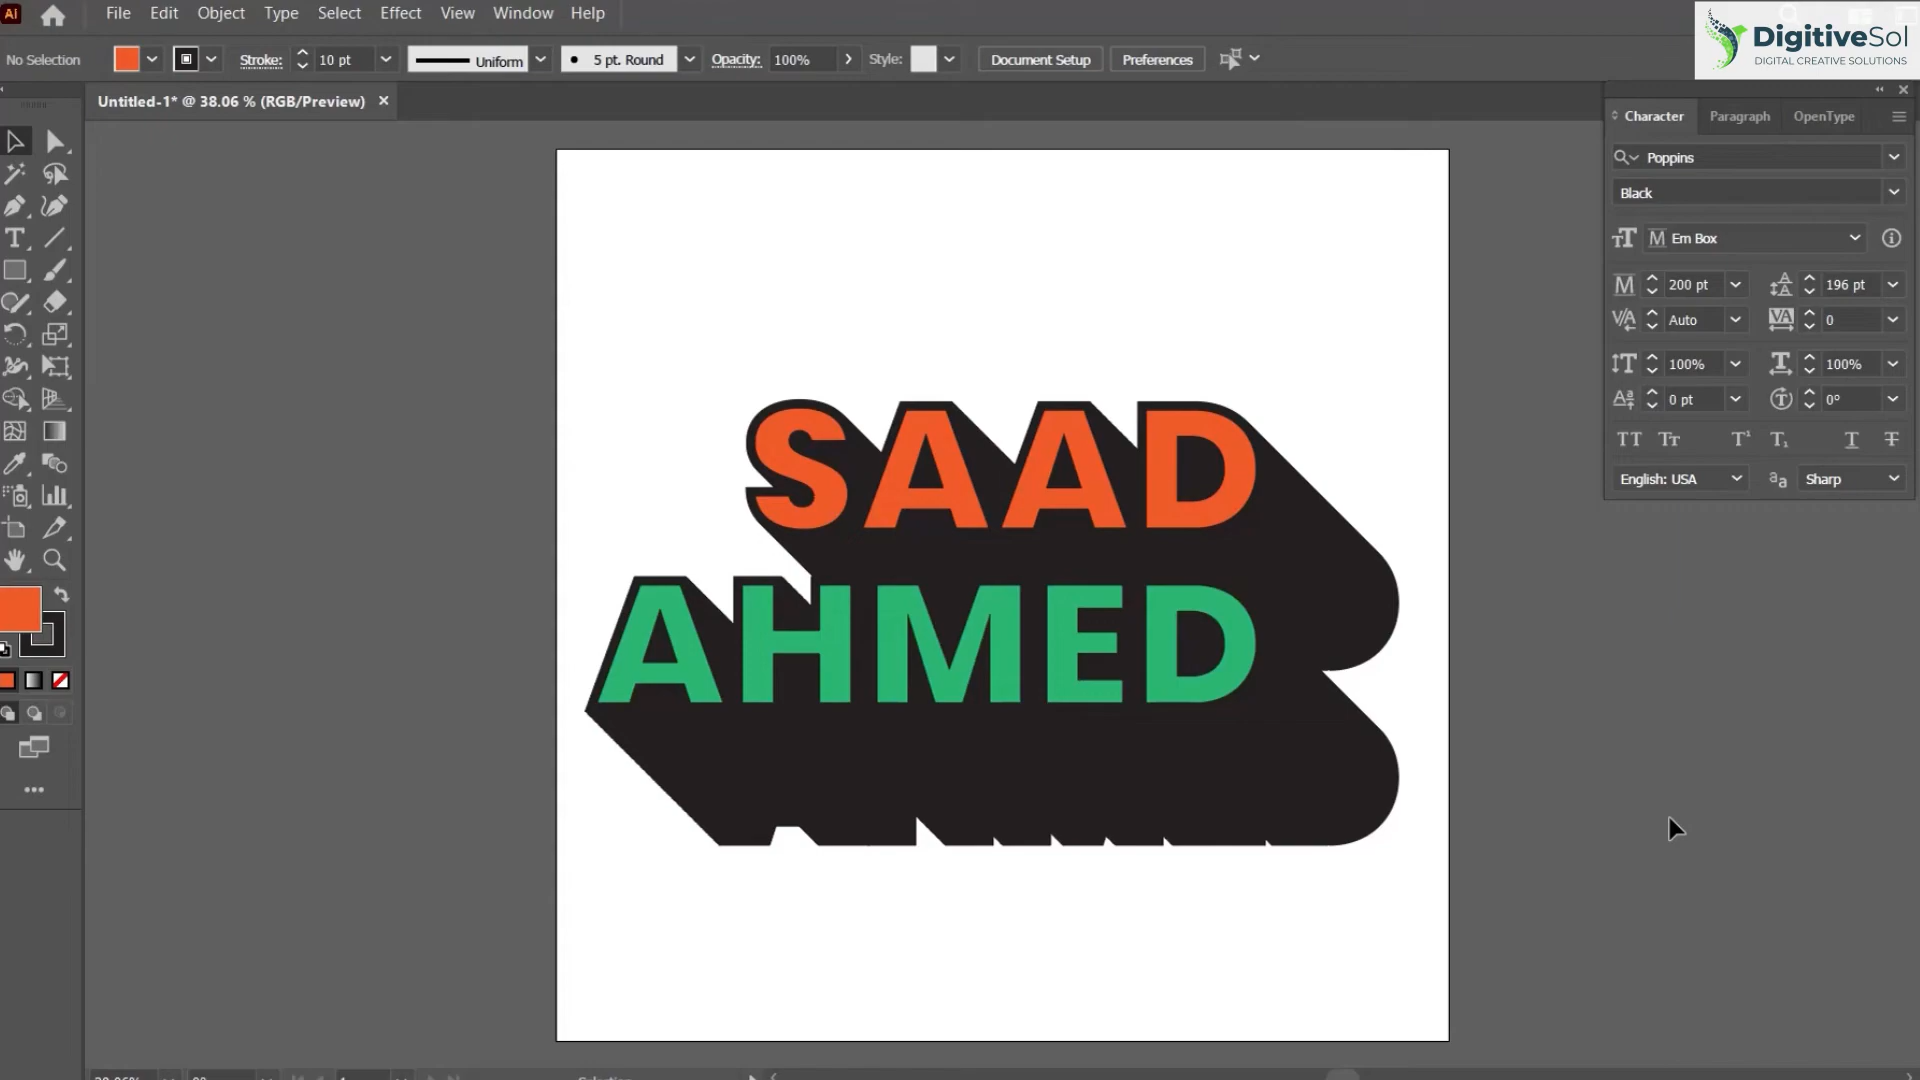 Ai File Edit Object Type Select Effect View Window Help
DigitiveSol
DIGITAL CREATIVE SOLUTIONS
No Selection Stroke: 10 pt Uniform 5 pt. Round Opacity: 100% Style: Document Setup Preferences
Untitled-1* @ 38.06 % (RGB/Preview) ×
Character Paragraph OpenType
Poppins
Black
Em Box
200 pt 196 pt
Auto 0
100% 100%
0 pt 0°
English: USA Sharp
SAAD
AHMED